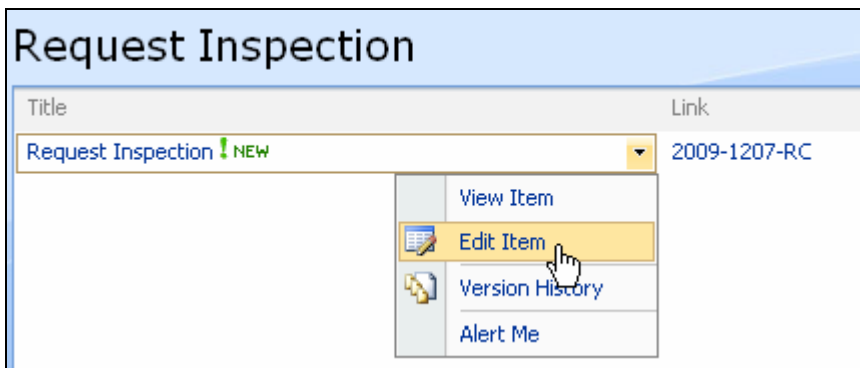 Request Inspection
Title Link
Request Inspection ! NEW 2009-1207-RC
View Item
Edit Item
Version History
Alert Me